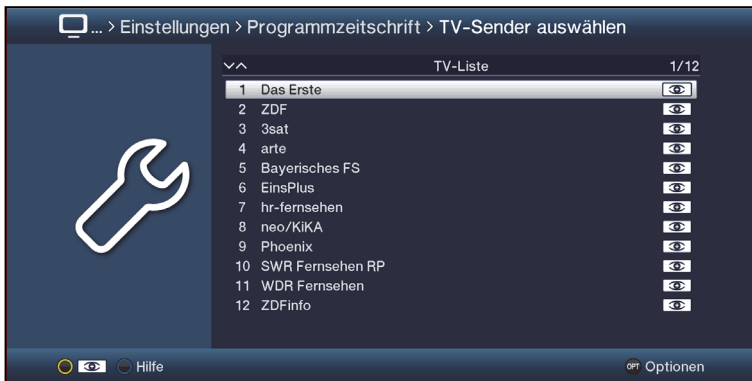 ... > Einstellungen > Programmzeitschrift > TV-Sender auswählen
TV-Liste 1/12
1 Das Erste
2 ZDF
3 3sat
4 arte
5 Bayerisches FS
6 EinsPlus
7 hr-fernsehen
8 neo/KiKA
9 Phoenix
10 SWR Fernsehen RP
11 WDR Fernsehen
12 ZDFinfo
Hilfe OPT Optionen